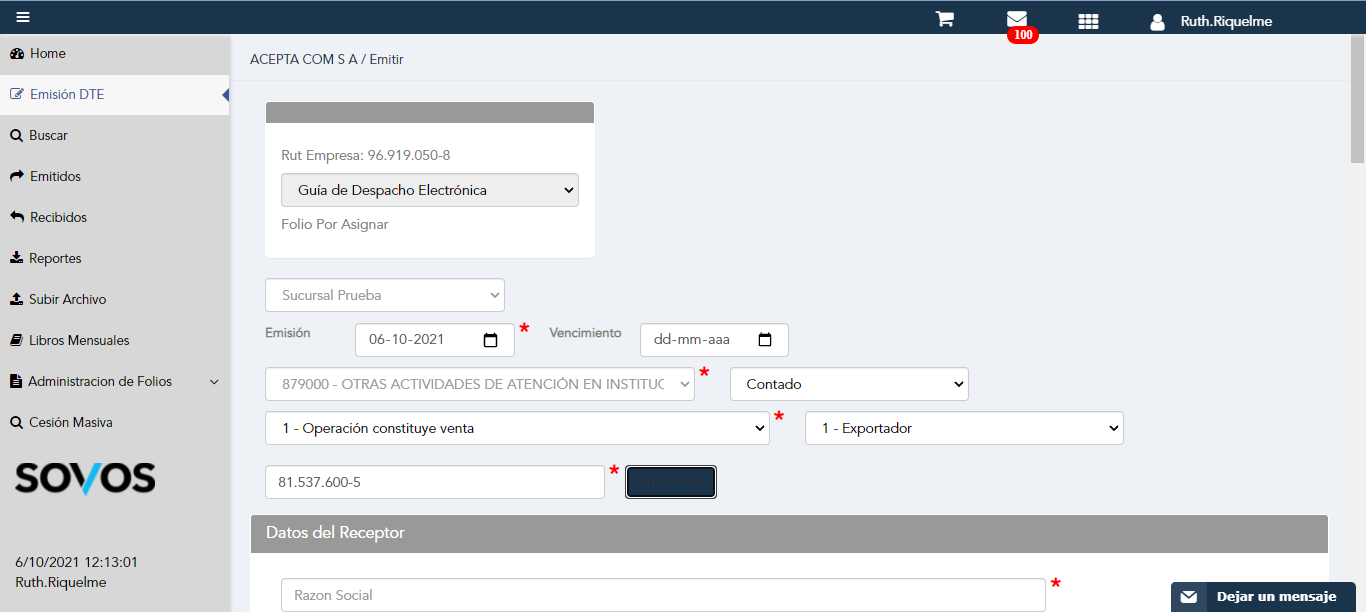 100
Ruth.Riquelme
Home
Emisión DTE
Buscar
Emitidos
Recibidos
Reportes
Subir Archivo
Libros Mensuales
Administracion de Folios
Cesión Masiva
SOVOS
6/10/2021 12:13:01
Ruth.Riquelme
ACEPTA COM S A / Emitir
Rut Empresa: 96.919.050-8
Guía de Despacho Electrónica
Folio Por Asignar
Sucursal Prueba
Emisión 06-10-2021 * Vencimiento dd-mm-aaa
879000 - OTRAS ACTIVIDADES DE ATENCIÓN EN INSTITUC * Contado
1 - Operación constituye venta * 1 - Exportador
81.537.600-5 *
Datos del Receptor
Razon Social *
Dejar un mensaje